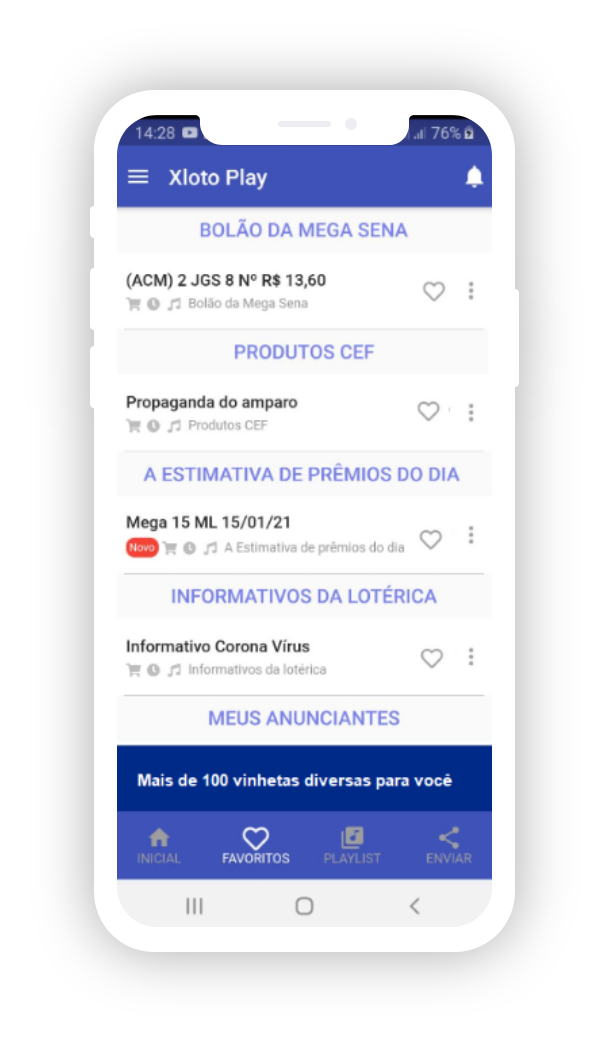 14:28 76%
Xloto Play
BOLÃO DA MEGA SENA
(ACM) 2 JGS 8 Nº R$ 13,60
Bolão da Mega Sena
PRODUTOS CEF
Propaganda do amparo
Produtos CEF
A ESTIMATIVA DE PRÊMIOS DO DIA
Mega 15 ML 15/01/21
Novo A Estimativa de prêmios do dia
INFORMATIVOS DA LOTÉRICA
Informativo Corona Vírus
Informativos da lotérica
MEUS ANUNCIANTES
Mais de 100 vinhetas diversas para você
INICIAL FAVORITOS PLAYLIST ENVIAR